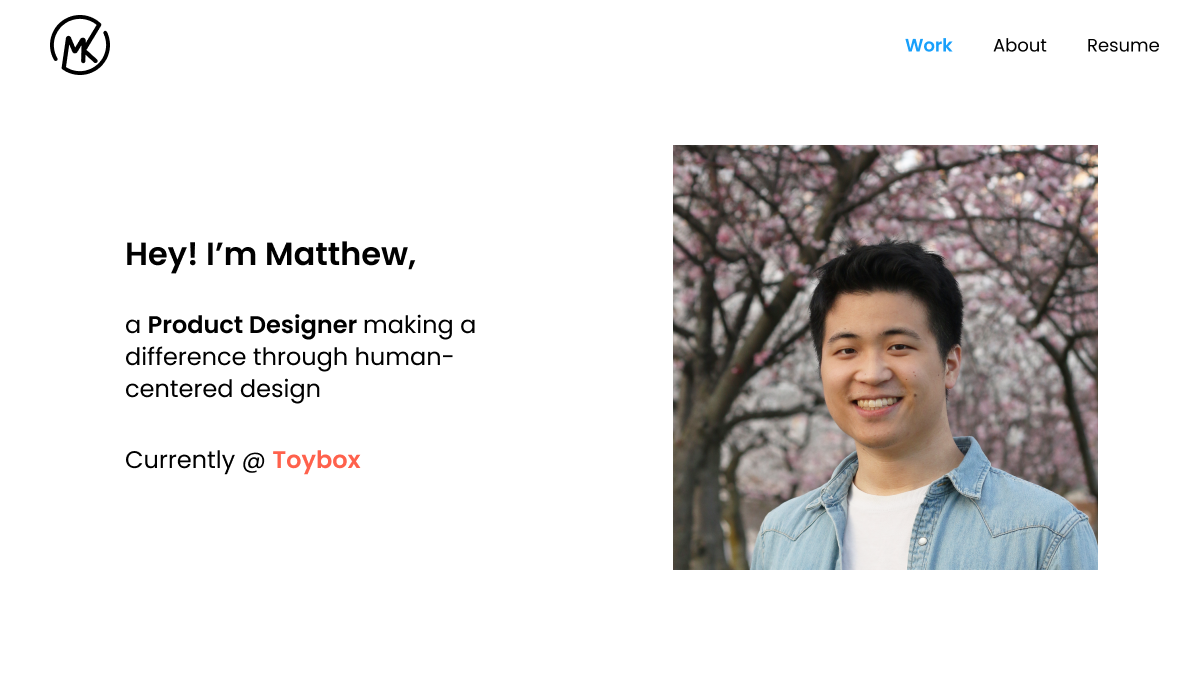 MK
Work About Resume
Hey! I’m Matthew,
a Product Designer making a
difference through human-
centered design
Currently @ Toybox